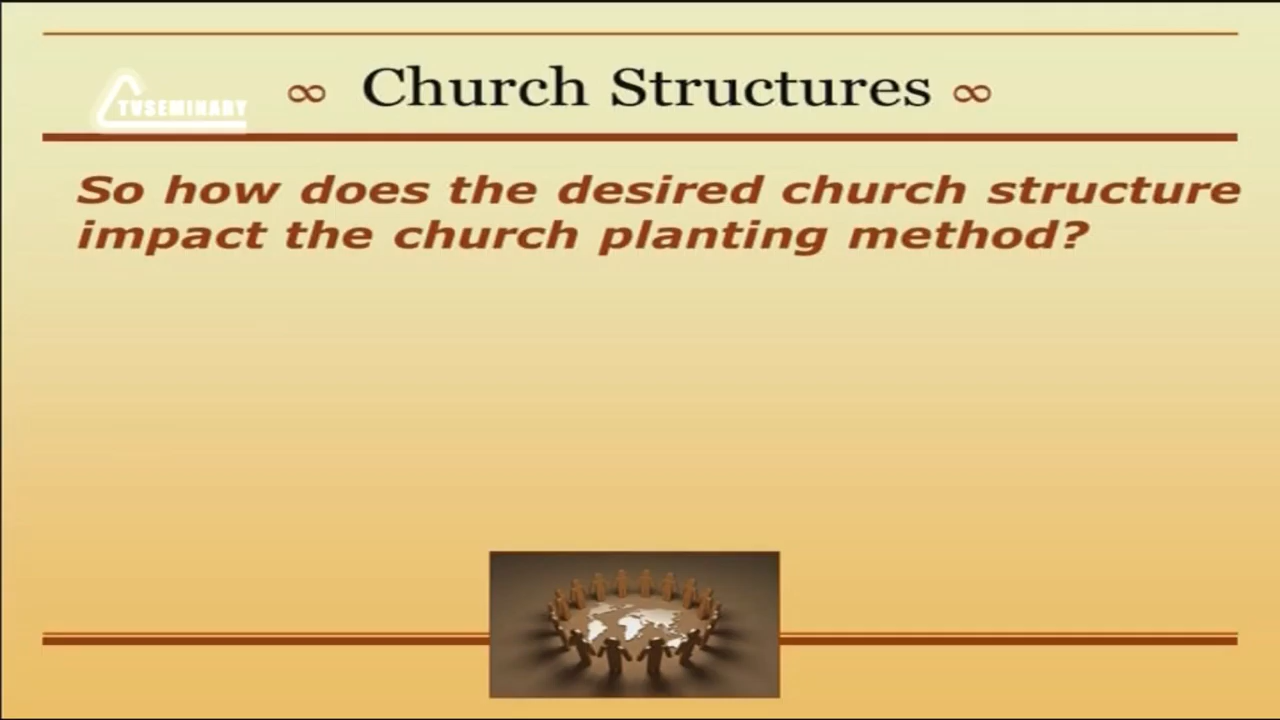 TVSEMINARY
∞ Church Structures ∞
So how does the desired church structure
impact the church planting method?